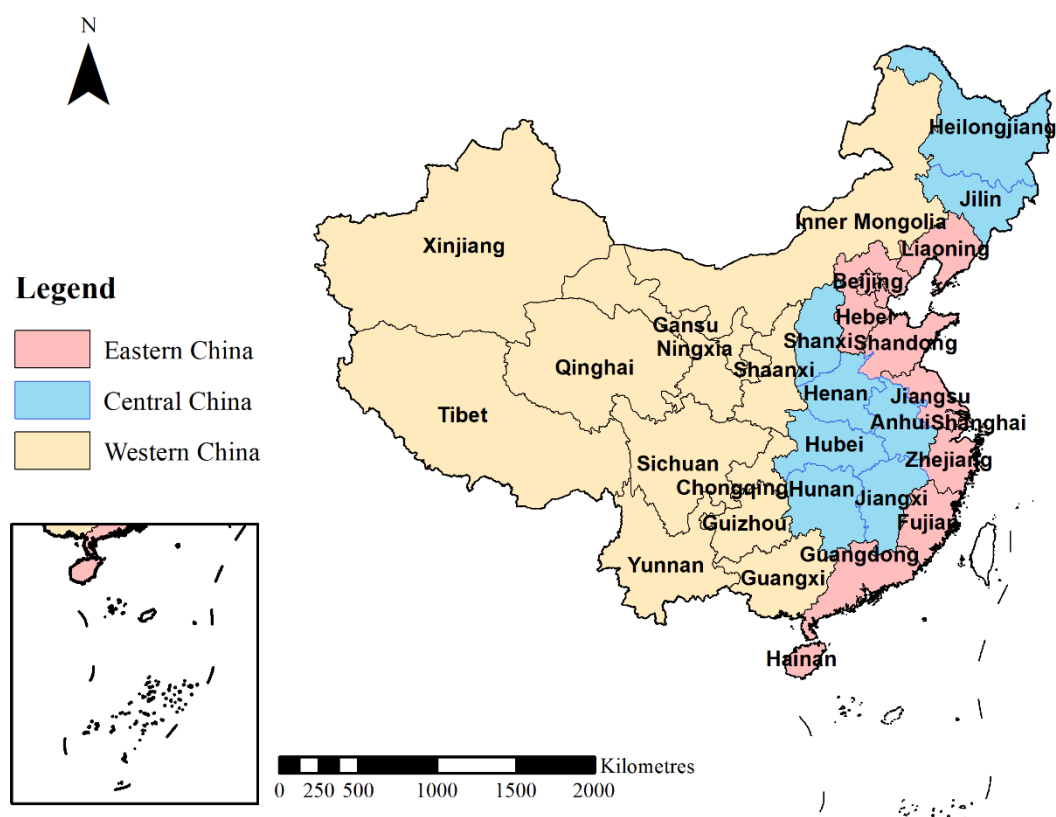 N
Heilongjiang
Jilin
Inner Mongolia
Liaoning
Xinjiang
Beijing
Legend
Hebei
Gansu
Shanxi
Shandong
Ningxia
Eastern China
Qinghai
Shaanxi
Henan
Jiangsu
Central China
Tibet
Anhui
Shanghai
Hubei
Western China
Zhejiang
Sichuan
Chongqing
Hunan
Jiangxi
Guizhou
Fujian
Guangdong
Yunnan
Guangxi
Hainan
Kilometres
0 250 500 1000 1500 2000